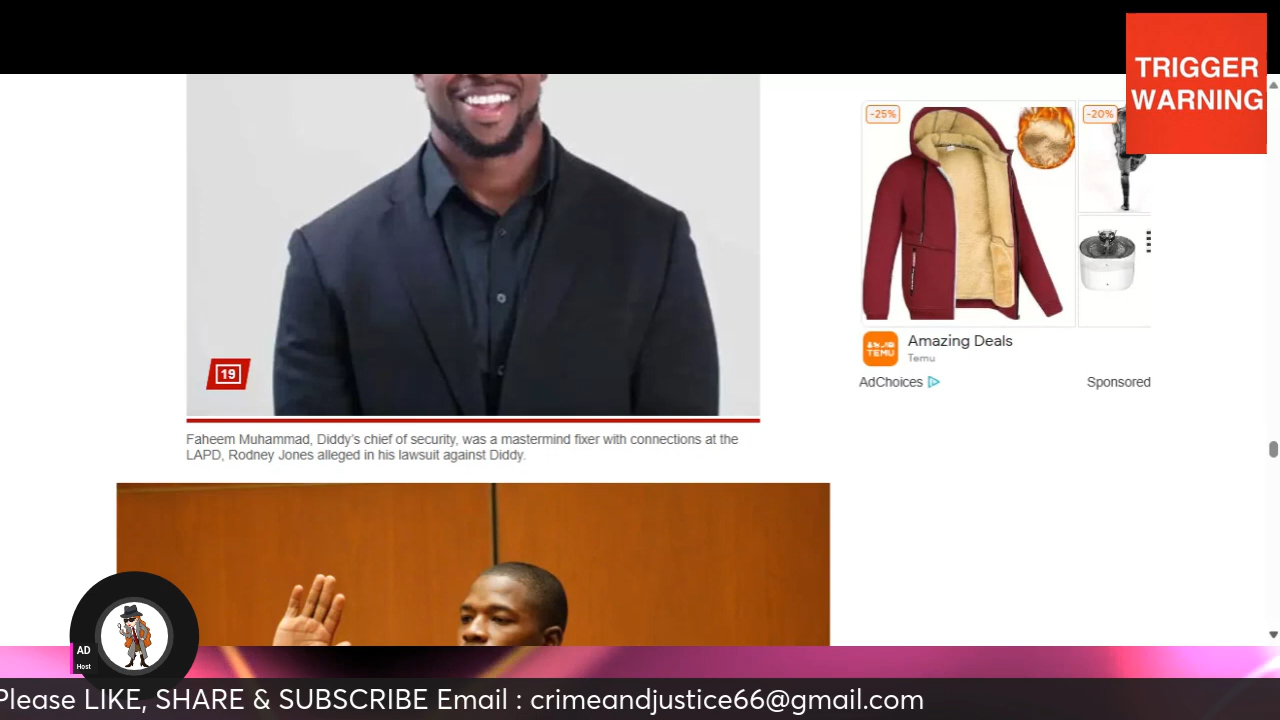 TRIGGER
WARNING
-25%
-20%
19
Amazing Deals
TEMU
Temu
AdChoices
Sponsored
Faheem Muhammad, Diddy's chief of security, was a mastermind fixer with connections at the
LAPD, Rodney Jones alleged in his lawsuit against Diddy.
AD
Host
Please LIKE, SHARE & SUBSCRIBE Email : crimeandjustice66@gmail.com